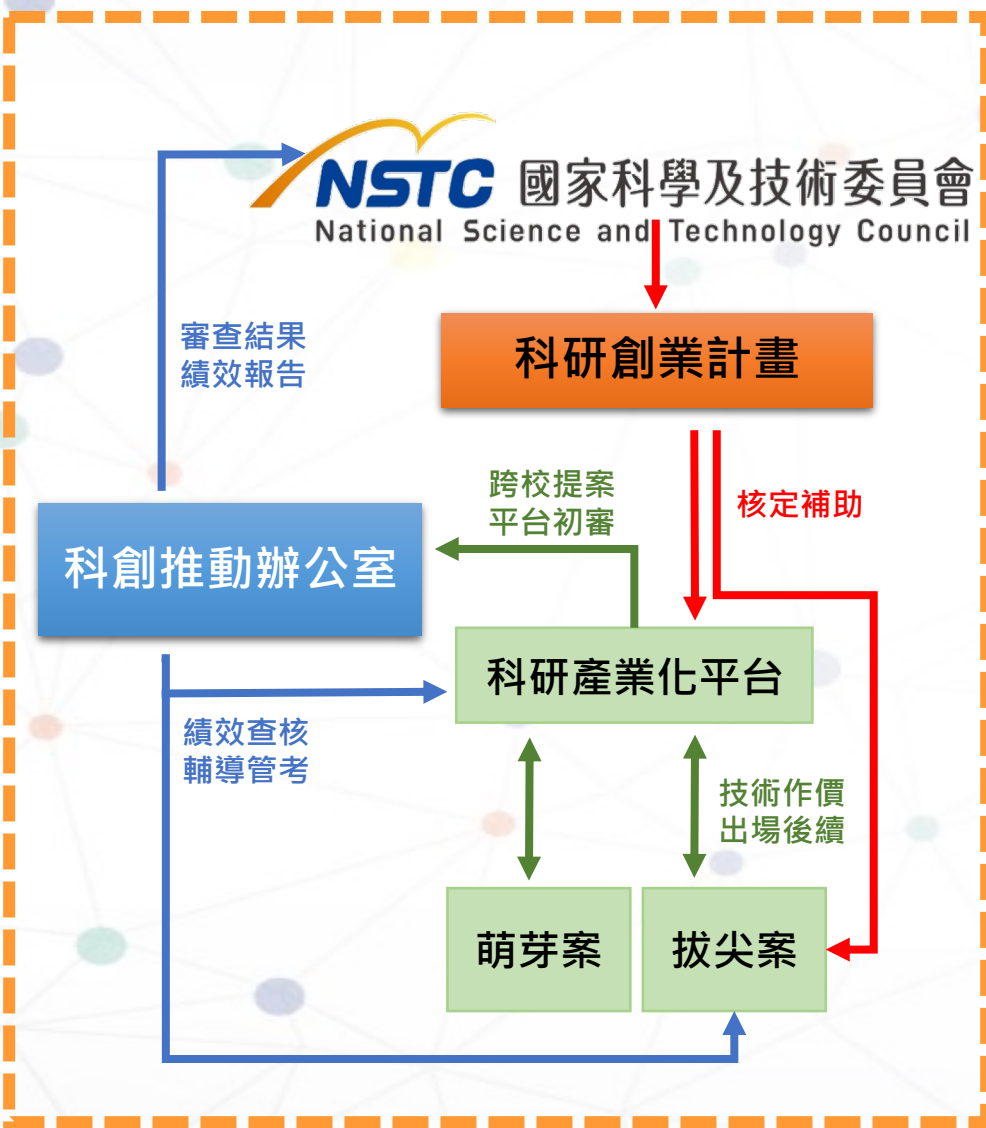 NSTC 國家科學及技術委員會
National Science and Technology Council
審查結果
績效報告
科研創業計畫
跨校提案
平台初審
核定補助
科創推動辦公室
科研產業化平台
績效查核
輔導管考
技術作價
出場後續
萌芽案
拔尖案